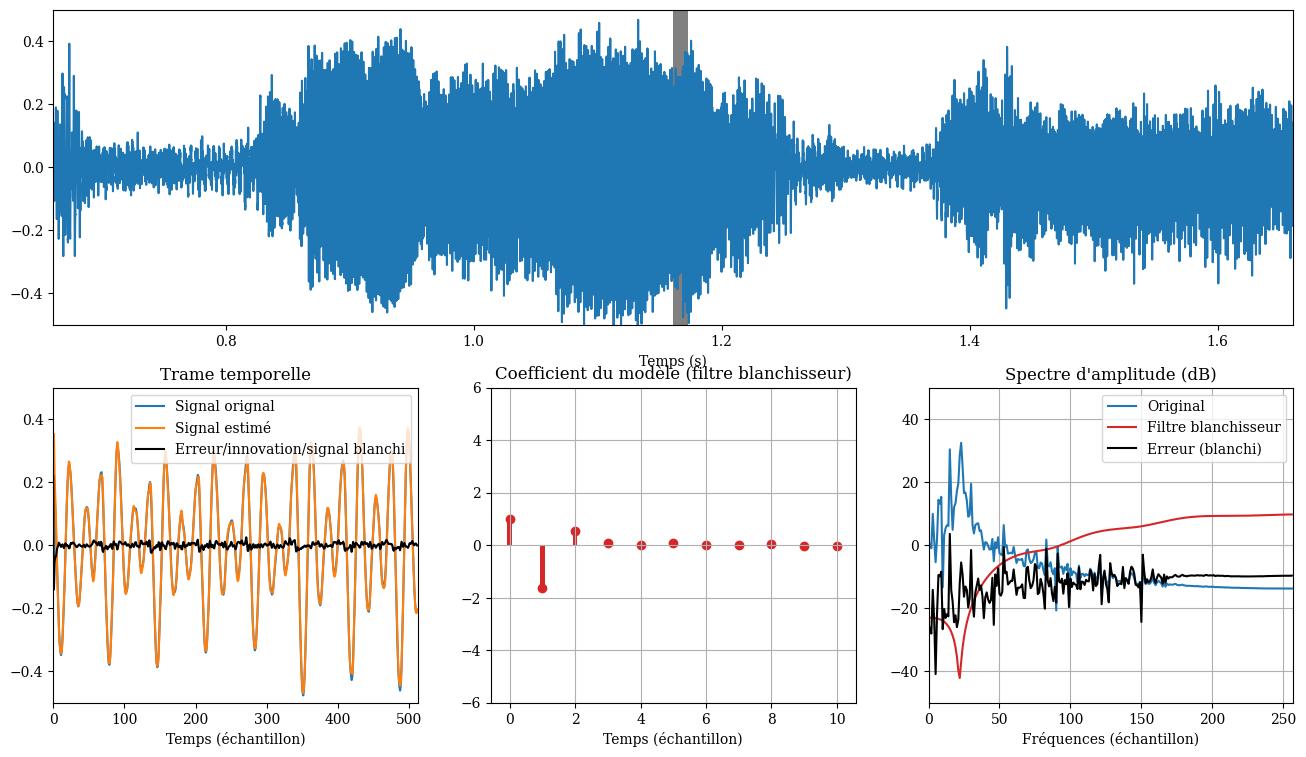 0.4
0.2
0.0
−0.2
−0.4
0.8 1.0 1.2 1.4 1.6
Temps (s)
Trame temporelle
Signal orignal
Signal estimé
Erreur/innovation/signal blanchi
0.4
0.2
0.0
−0.2
−0.4
0 100 200 300 400 500
Temps (échantillon)
Coefficient du modèle (filtre blanchisseur)
6
4
2
0
−2
−4
−6
0 2 4 6 8 10
Temps (échantillon)
Spectre d'amplitude (dB)
Original
Filtre blanchisseur
Erreur (blanchi)
40
20
0
−20
−40
0 50 100 150 200 250
Fréquences (échantillon)